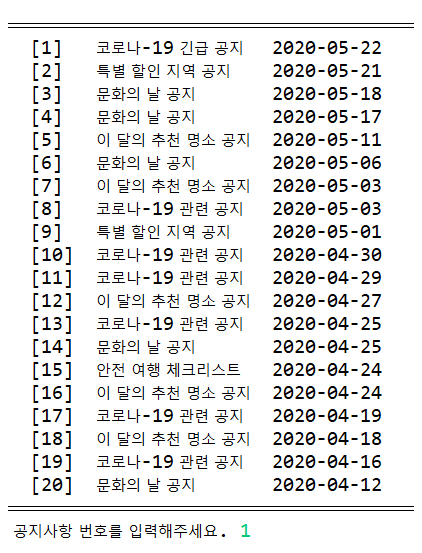 [1] 코로나-19 긴급 공지 2020-05-22
[2] 특별 할인 지역 공지 2020-05-21
[3] 문화의 날 공지 2020-05-18
[4] 문화의 날 공지 2020-05-17
[5] 이 달의 추천 명소 공지 2020-05-11
[6] 문화의 날 공지 2020-05-06
[7] 이 달의 추천 명소 공지 2020-05-03
[8] 코로나-19 관련 공지 2020-05-03
[9] 특별 할인 지역 공지 2020-05-01
[10] 코로나-19 관련 공지 2020-04-30
[11] 코로나-19 관련 공지 2020-04-29
[12] 이 달의 추천 명소 공지 2020-04-27
[13] 코로나-19 관련 공지 2020-04-25
[14] 문화의 날 공지 2020-04-25
[15] 안전 여행 체크리스트 2020-04-24
[16] 이 달의 추천 명소 공지 2020-04-24
[17] 코로나-19 관련 공지 2020-04-19
[18] 이 달의 추천 명소 공지 2020-04-18
[19] 코로나-19 관련 공지 2020-04-16
[20] 문화의 날 공지 2020-04-12
공지사항 번호를 입력해주세요. 1